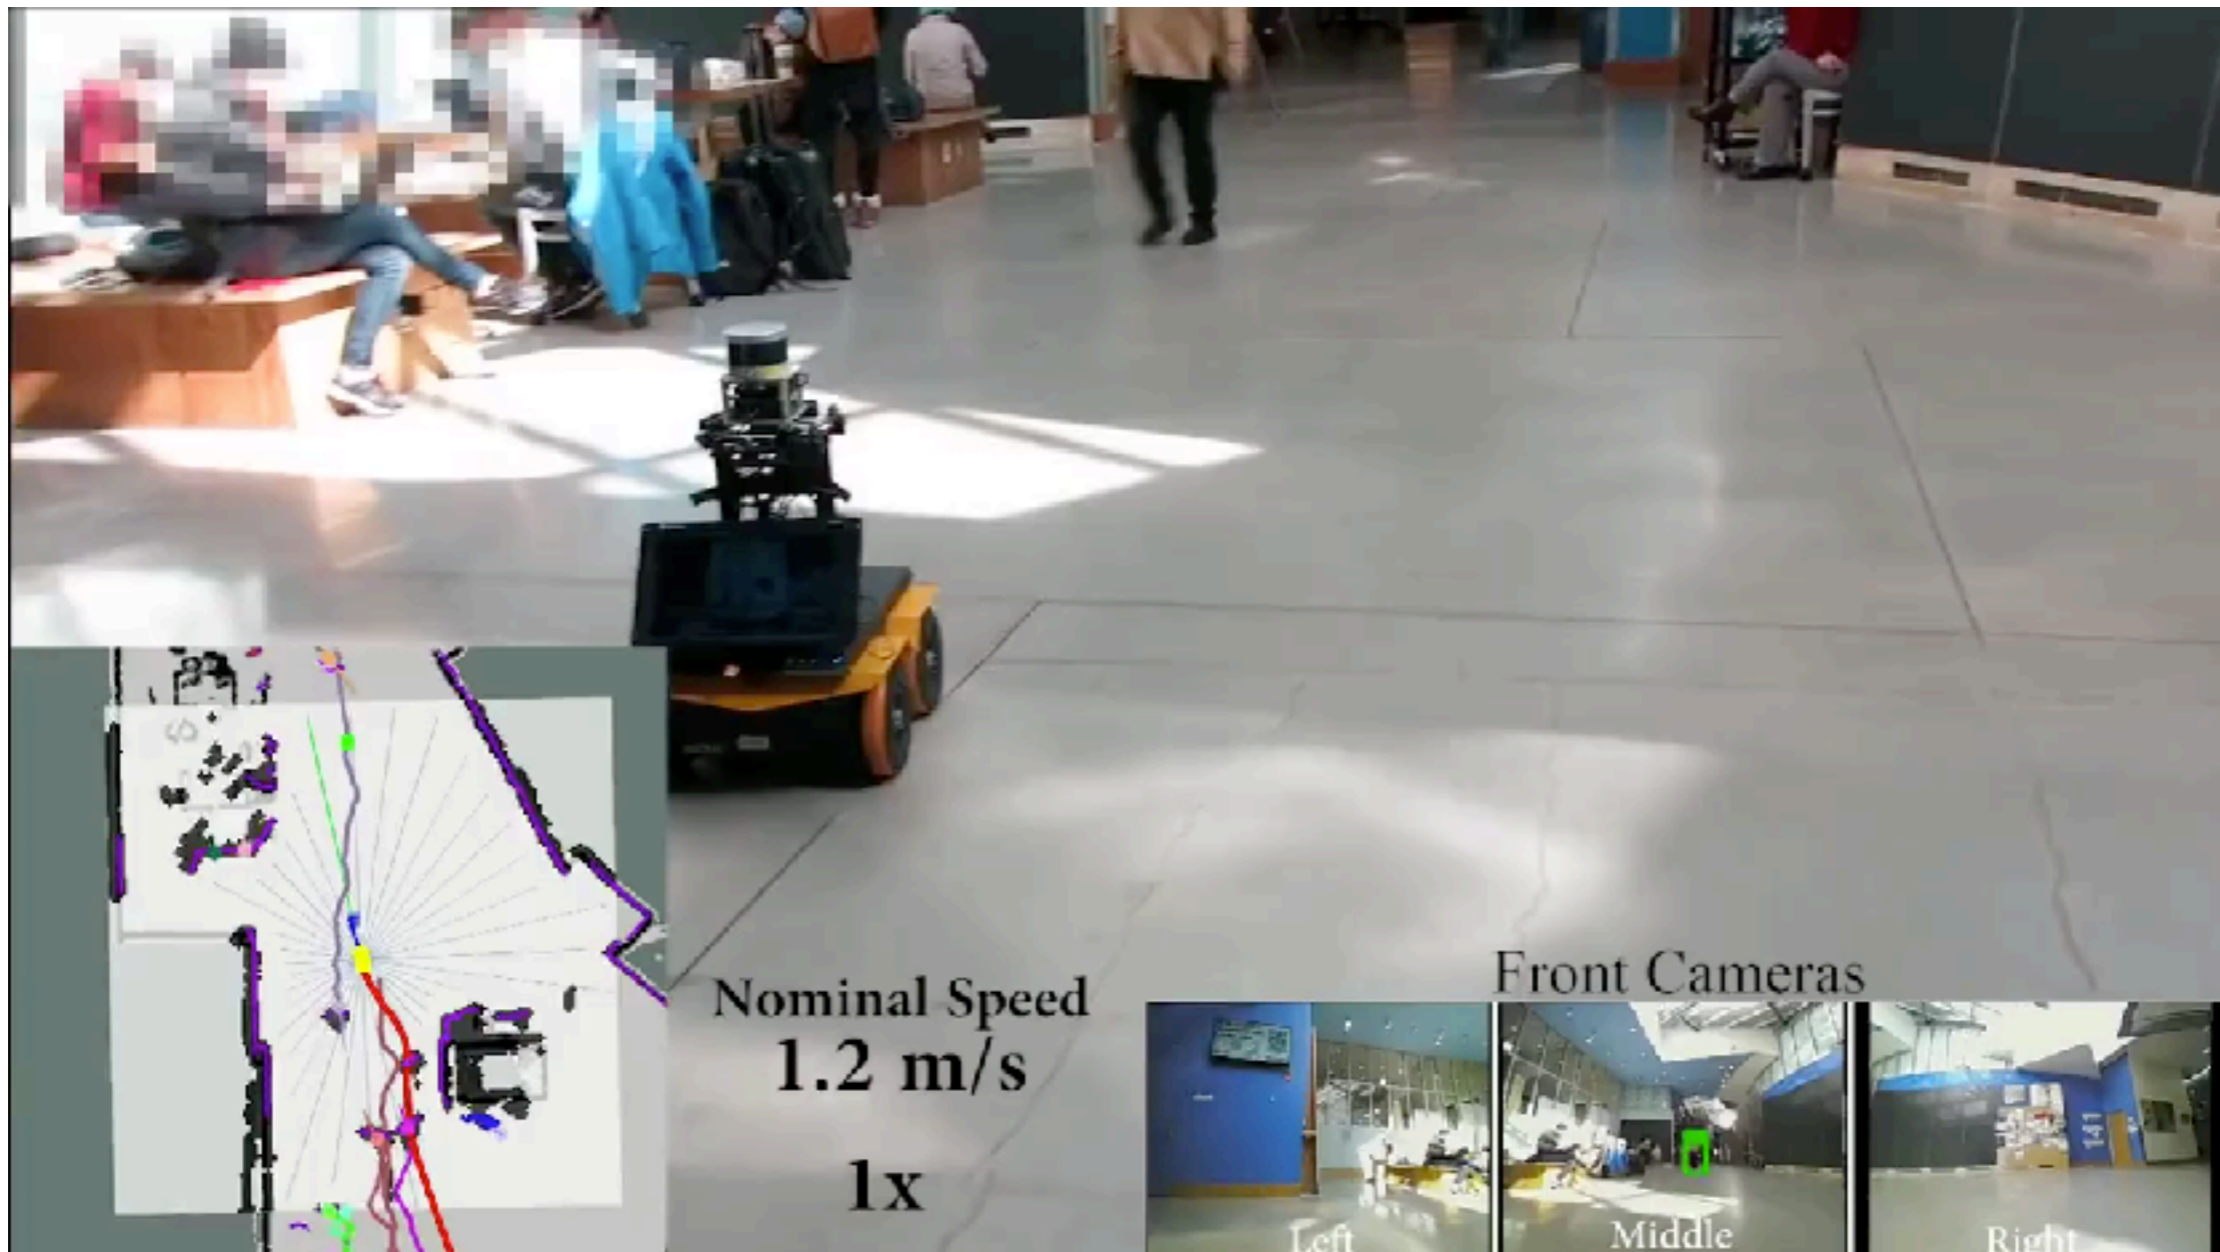 Nominal Speed
1.2 m/s
1x
Front Cameras
Left
Middle
Right